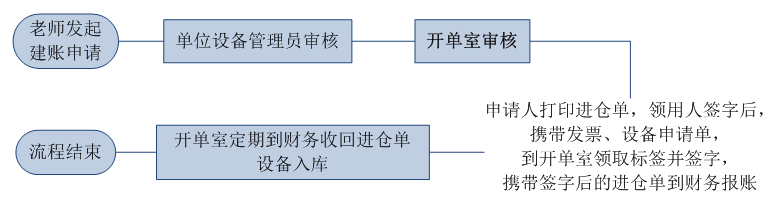 老师发起
建账申请
单位设备管理员审核
开单室审核
申请人打印进仓单，领用人签字后，
携带发票、设备申请单，
到开单室领取标签并签字，
携带签字后的进仓单到财务报账
开单室定期到财务收回进仓单
设备入库
流程结束